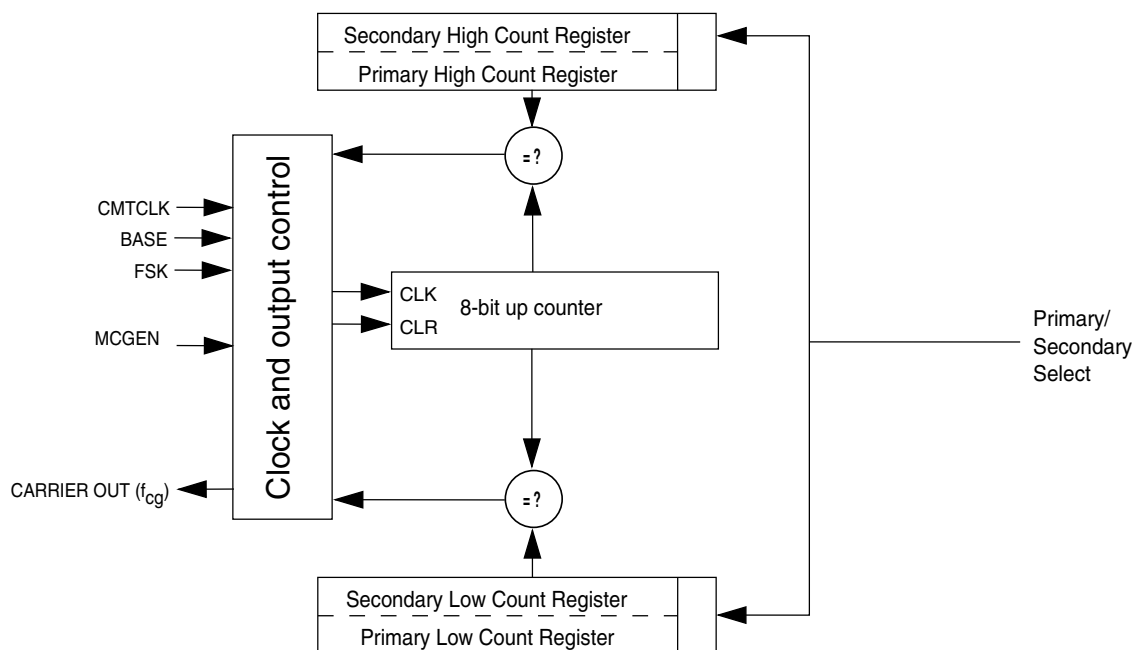 Secondary High Count Register
Primary High Count Register
= ?
Clock and output control
CMTCLK
BASE
FSK
MCGEN
CARRIER OUT (fcg)
CLK
CLR
8-bit up counter
= ?
Secondary Low Count Register
Primary Low Count Register
Primary/
Secondary
Select